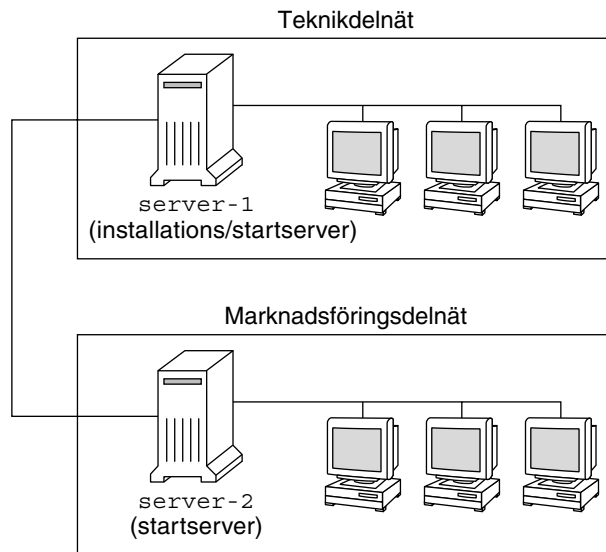 Teknikdelnät
server-1
(installations/startserver)
Marknadsföringsdelnät
server-2
(startserver)